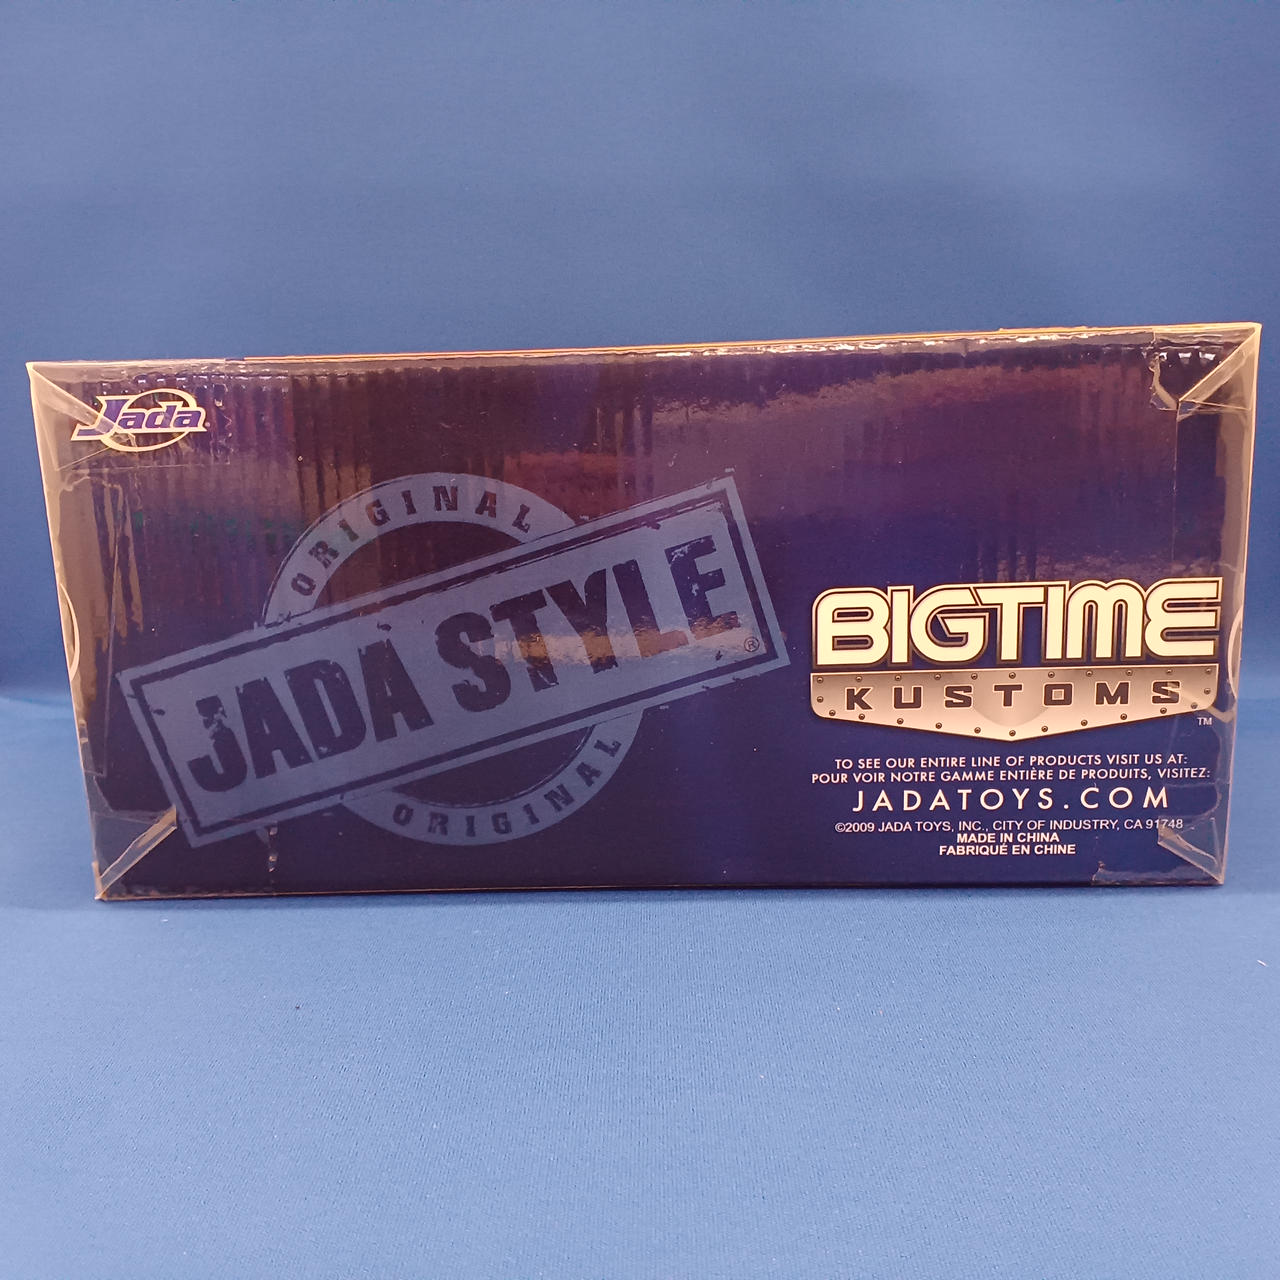 Jada
ORIGINAL
JADA STYLE®
ORIGINAL
BIGTIME
KUSTOMS
TM
TO SEE OUR ENTIRE LINE OF PRODUCTS VISIT US AT:
POUR VOIR NOTRE GAMME ENTIÈRE DE PRODUITS, VISITEZ:
JADATOYS.COM
©2009 JADA TOYS, INC., CITY OF INDUSTRY, CA 91748
MADE IN CHINA
FABRIQUÉ EN CHINE